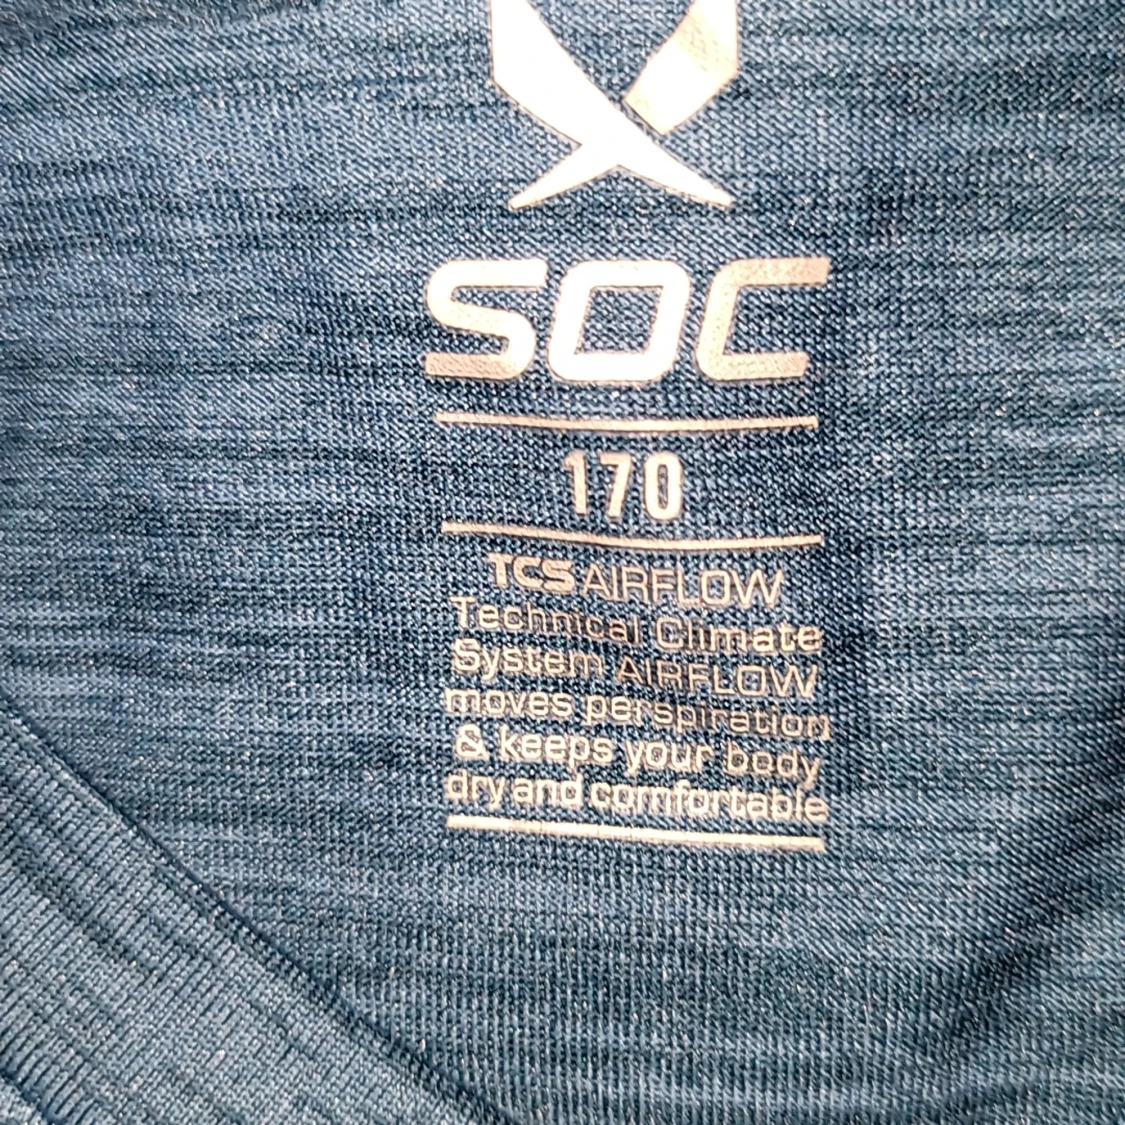 SOC
170
TCS AIRFLOW
Technical Climate
System AIRFLOW
moves perspiration
& keeps your body
dry and comfortable